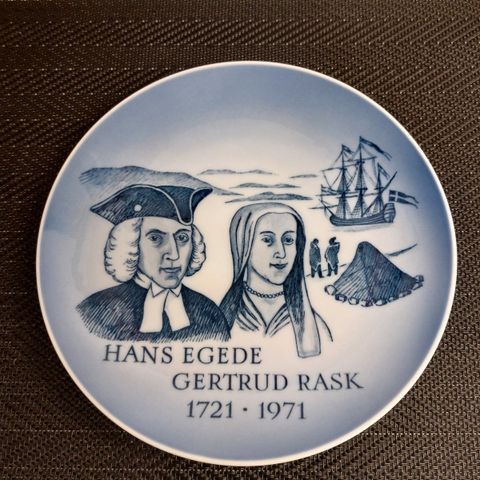 HANS EGEDE
GERTRUD RASK
1721 · 1971